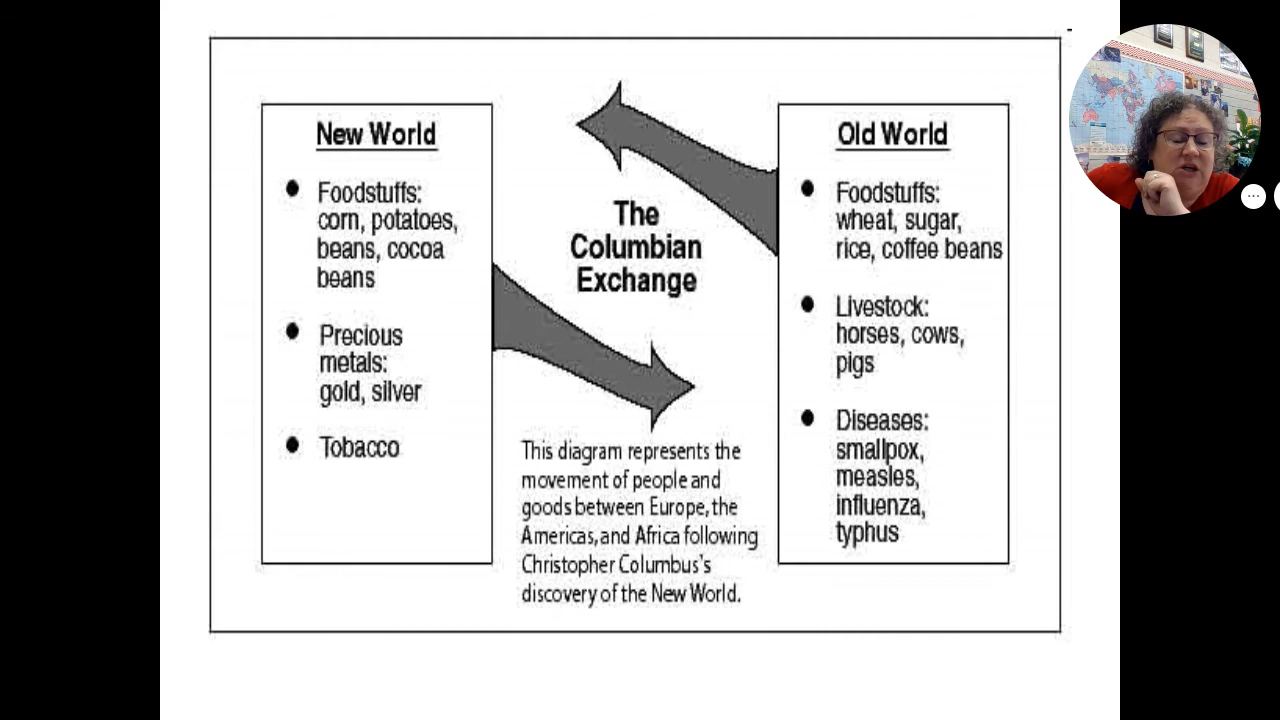 New World
Foodstuffs:
corn, potatoes,
beans, cocoa
beans
Precious
metals:
gold, silver
Tobacco
The
Columbian
Exchange
This diagram represents the
movement of people and
goods between Europe, the
Americas, and Africa following
Christopher Columbus's
discovery of the New World.
Old World
Foodstuffs:
wheat, sugar,
rice, coffee beans
Livestock:
horses, cows,
pigs
Diseases:
smallpox,
measles,
influenza,
typhus